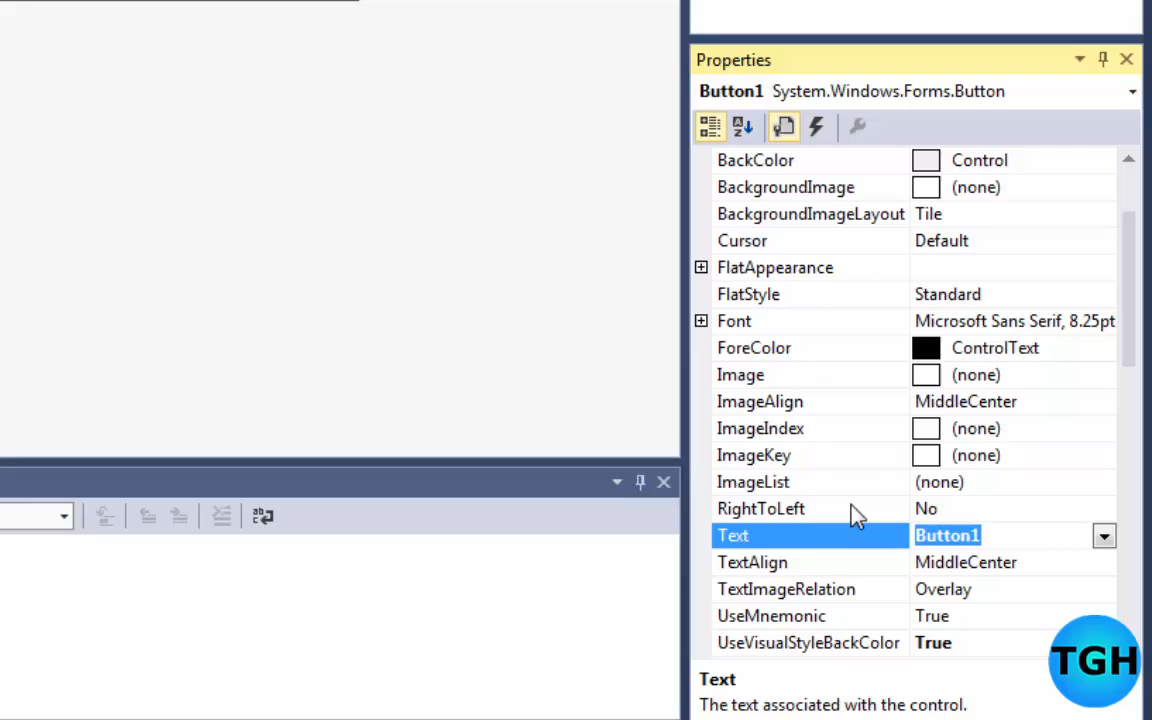 Properties
Button1 System.Windows.Forms.Button
BackColor Control
BackgroundImage (none)
BackgroundImageLayout Tile
Cursor Default
FlatAppearance
FlatStyle Standard
Font Microsoft Sans Serif, 8.25pt
ForeColor ControlText
Image (none)
ImageAlign MiddleCenter
ImageIndex (none)
ImageKey (none)
ImageList (none)
RightToLeft No
Text Button1
TextAlign MiddleCenter
TextImageRelation Overlay
UseMnemonic True
UseVisualStyleBackColor True
TGH
Text
The text associated with the control.